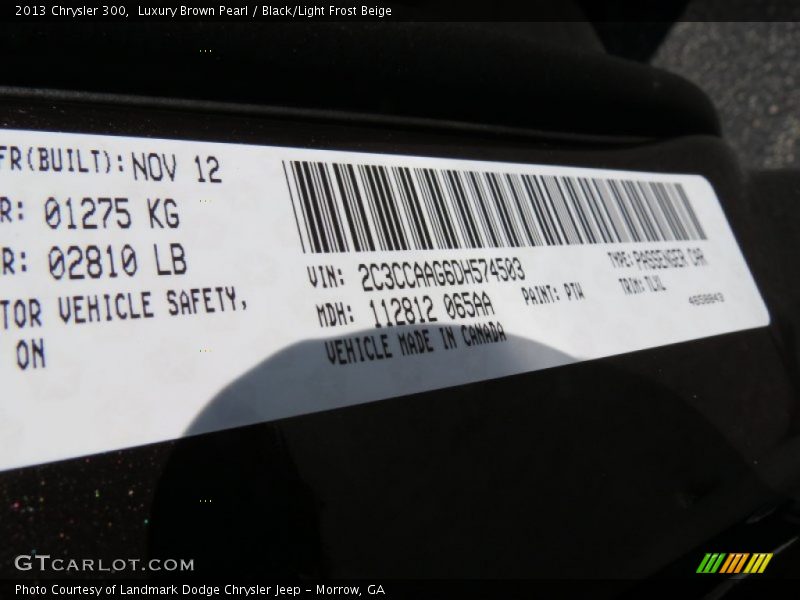 2013 Chrysler 300,  Luxury Brown Pearl / Black/Light Frost Beige
FR(BUILT): NOV 12
R: 01275 KG
R: 02810 LB
TOR VEHICLE SAFETY,
ON
VIN: 2C3CCAAG6DH574503
TYPE: PASSENGER CAR
MDH: 112812 065AA
PAINT: PTW
TRIM: TLXL
VEHICLE MADE IN CANADA
GTCARLOT.COM
Photo Courtesy of Landmark Dodge Chrysler Jeep - Morrow, GA